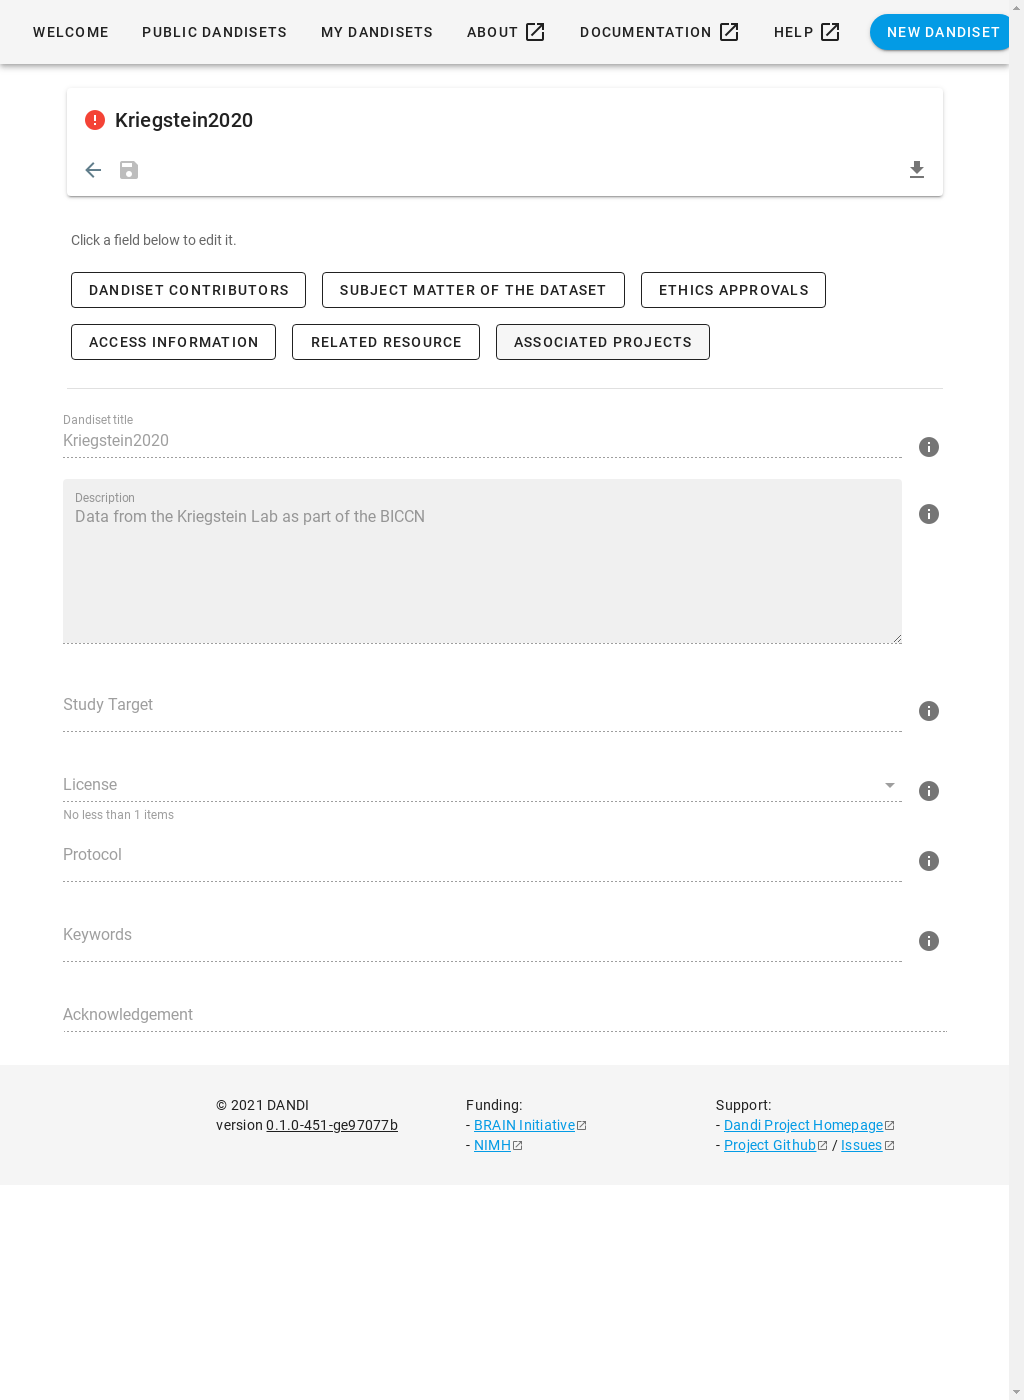 WELCOME PUBLIC DANDISETS MY DANDISETS ABOUT DOCUMENTATION HELP NEW DANDISET
Kriegstein2020
Click a field below to edit it.
DANDISET CONTRIBUTORS SUBJECT MATTER OF THE DATASET ETHICS APPROVALS
ACCESS INFORMATION RELATED RESOURCE ASSOCIATED PROJECTS
Dandiset title
Kriegstein2020
Description
Data from the Kriegstein Lab as part of the BICCN
Study Target
License
No less than 1 items
Protocol
Keywords
Acknowledgement
© 2021 DANDI
version 0.1.0-451-ge97077b
Funding:
- BRAIN Initiative
- NIMH
Support:
- Dandi Project Homepage
- Project Github / Issues